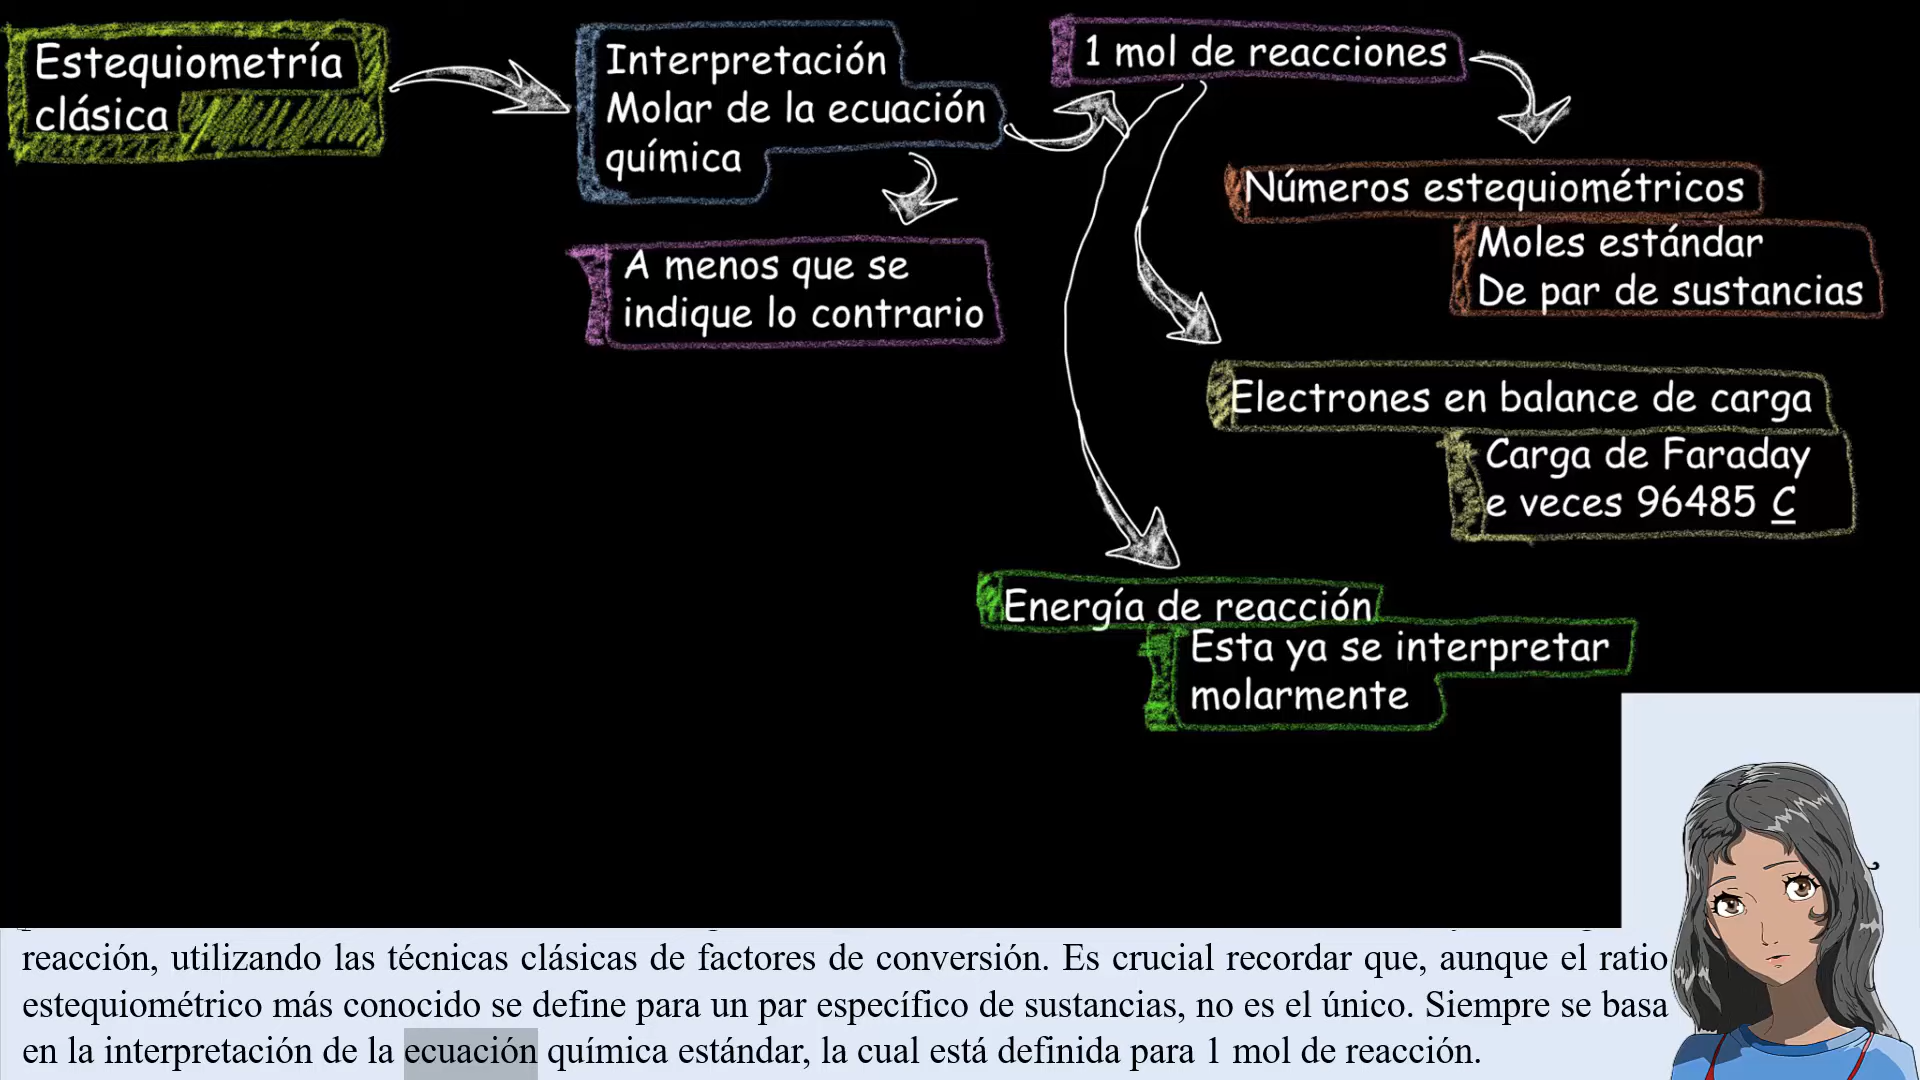 Estequiometría
clásica
Interpretación
Molar de la ecuación
química
A menos que se
indique lo contrario
1 mol de reacciones
Números estequiométricos
Moles estándar
De par de sustancias
Electrones en balance de carga
Carga de Faraday
e veces 96485 C
Energía de reacción
Esta ya se interpretar
molarmente
reacción, utilizando las técnicas clásicas de factores de conversión. Es crucial recordar que, aunque el ratio
estequiométrico más conocido se define para un par específico de sustancias, no es el único. Siempre se basa
en la interpretación de la ecuación química estándar, la cual está definida para 1 mol de reacción.